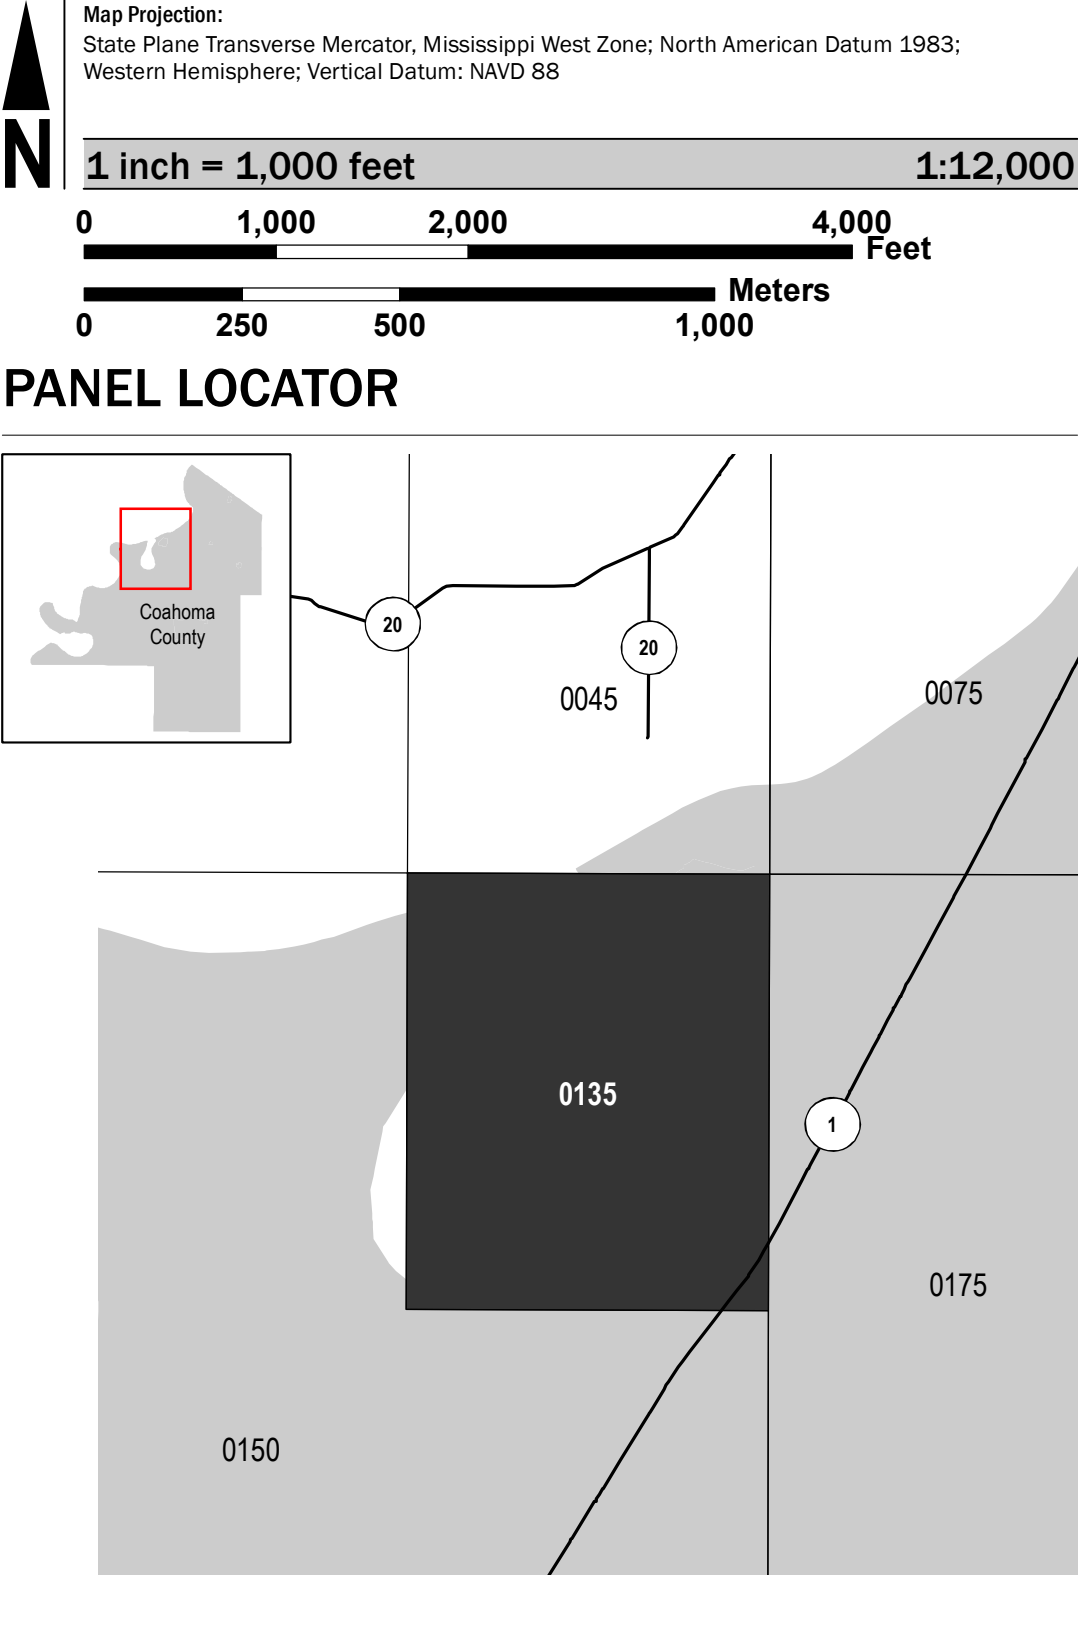 Map Projection:
State Plane Transverse Mercator, Mississippi West Zone; North American Datum 1983;
Western Hemisphere; Vertical Datum: NAVD 88
N
1 inch = 1,000 feet 1:12,000
0 1,000 2,000 4,000
Feet
Meters
0 250 500 1,000
PANEL LOCATOR
Coahoma
County
20
20
0045
0075
0135
1
0175
0150